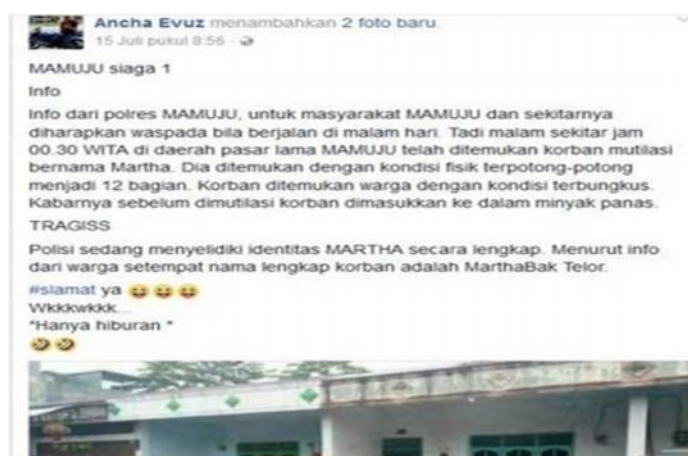 Ancha Evuz menambahkan 2 foto baru.
15 Juli pukul 8:56 ·
MAMUJU siaga 1
Info
Info dari polres MAMUJU, untuk masyarakat MAMUJU dan sekitarnya
diharapkan waspada bila berjalan di malam hari. Tadi malam sekitar jam
00.30 WITA di daerah pasar lama MAMUJU telah ditemukan korban mutilasi
bernama Martha. Dia ditemukan dengan kondisi fisik terpotong-potong
menjadi 12 bagian. Korban ditemukan warga dengan kondisi terbungkus.
Kabarnya sebelum dimutilasi korban dimasukkan ke dalam minyak panas.
TRAGISS
Polisi sedang menyelidiki identitas MARTHA secara lengkap. Menurut info
dari warga setempat nama lengkap korban adalah MarthaBak Telor.
#slamat ya 😝😝😝
Wkkkwkkk...
"Hanya hiburan "
🤣🤣